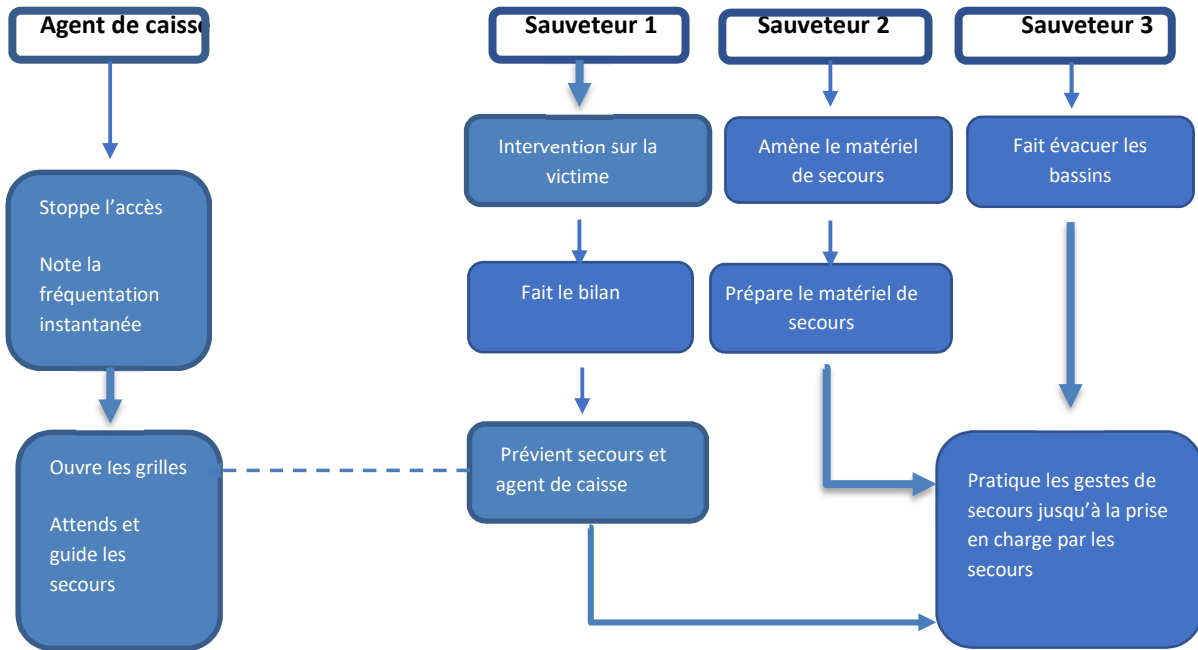 Agent de caisse
Sauveteur 1
Sauveteur 2
Sauveteur 3
Intervention sur la
victime
Amène le matériel
de secours
Fait évacuer les
bassins
Stoppe l’accès
Note la
fréquentation
instantanée
Fait le bilan
Prépare le matériel de
secours
Ouvre les grilles
Attends et
guide les
secours
Prévient secours et
agent de caisse
Pratique les gestes de
secours jusqu’à la prise
en charge par les
secours